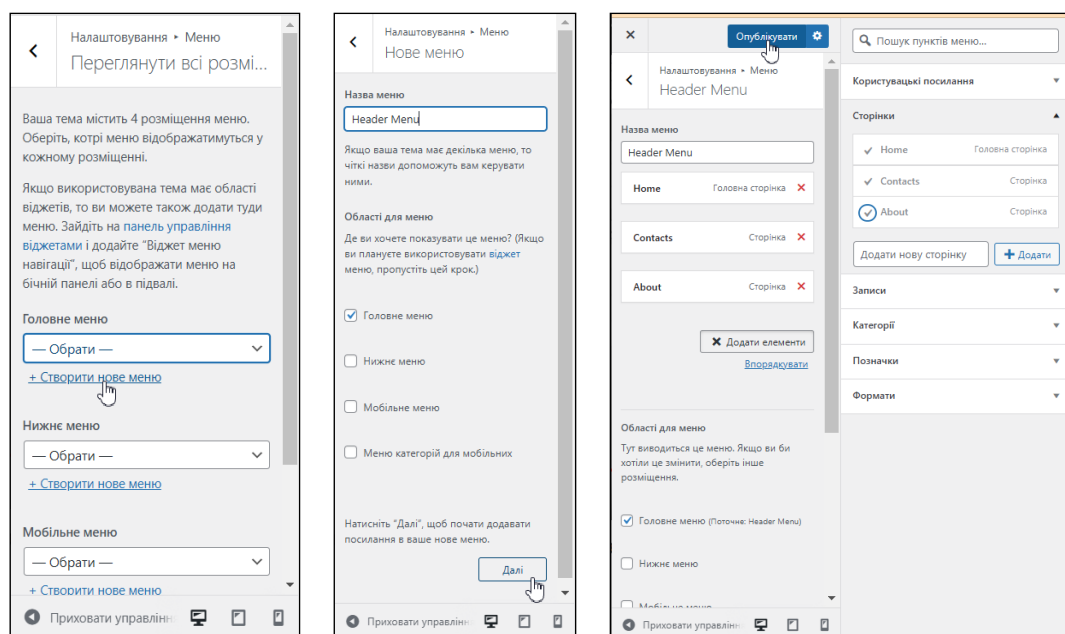 Налаштовування ▸ Меню
Переглянути всі розмі...
Ваша тема містить 4 розміщення меню.
Оберіть, котрі меню відображатимуться у
кожному розміщенні.
Якщо використовувана тема має області
віджетів, то ви можете також додати туди
меню. Зайдіть на панель управління
віджетами і додайте “Віджет меню
навігації”, щоб відображати меню на
бічній панелі або в підвалі.
Головне меню
— Обрати —
+ Створити нове меню
Нижнє меню
— Обрати —
+ Створити нове меню
Мобільне меню
— Обрати —
+ Створити нове меню
Приховати управлінн
Налаштовування ▸ Меню
Нове меню
Назва меню
Header Menu
Якщо ваша тема має декілька меню, то
чіткі назви допоможуть вам керувати
ними.
Області для меню
Де ви хочете показувати це меню? (Якщо
ви плануєте використовувати віджет
меню, пропустіть цей крок.)
Головне меню
Нижнє меню
Мобільне меню
Меню категорій для мобільних
Натисніть “Далі”, щоб почати додавати
посилання в ваше нове меню.
Далі
Приховати управлінн
Опублікувати
Налаштовування ▸ Меню
Header Menu
Назва меню
Header Menu
Home Головна сторінка
Contacts Сторінка
About Сторінка
Додати елементи
Впорядкувати
Області для меню
Тут виводиться це меню. Якщо ви би
хотіли це змінити, оберіть інше
розміщення.
Головне меню (Поточне: Header Menu)
Нижнє меню
Мобільне меню
Приховати управлінн
Пошук пунктів меню...
Користувацькі посилання
Сторінки
Home Головна сторінка
Contacts Сторінка
About Сторінка
Додати нову сторінку + Додати
Записи
Категорії
Позначки
Формати